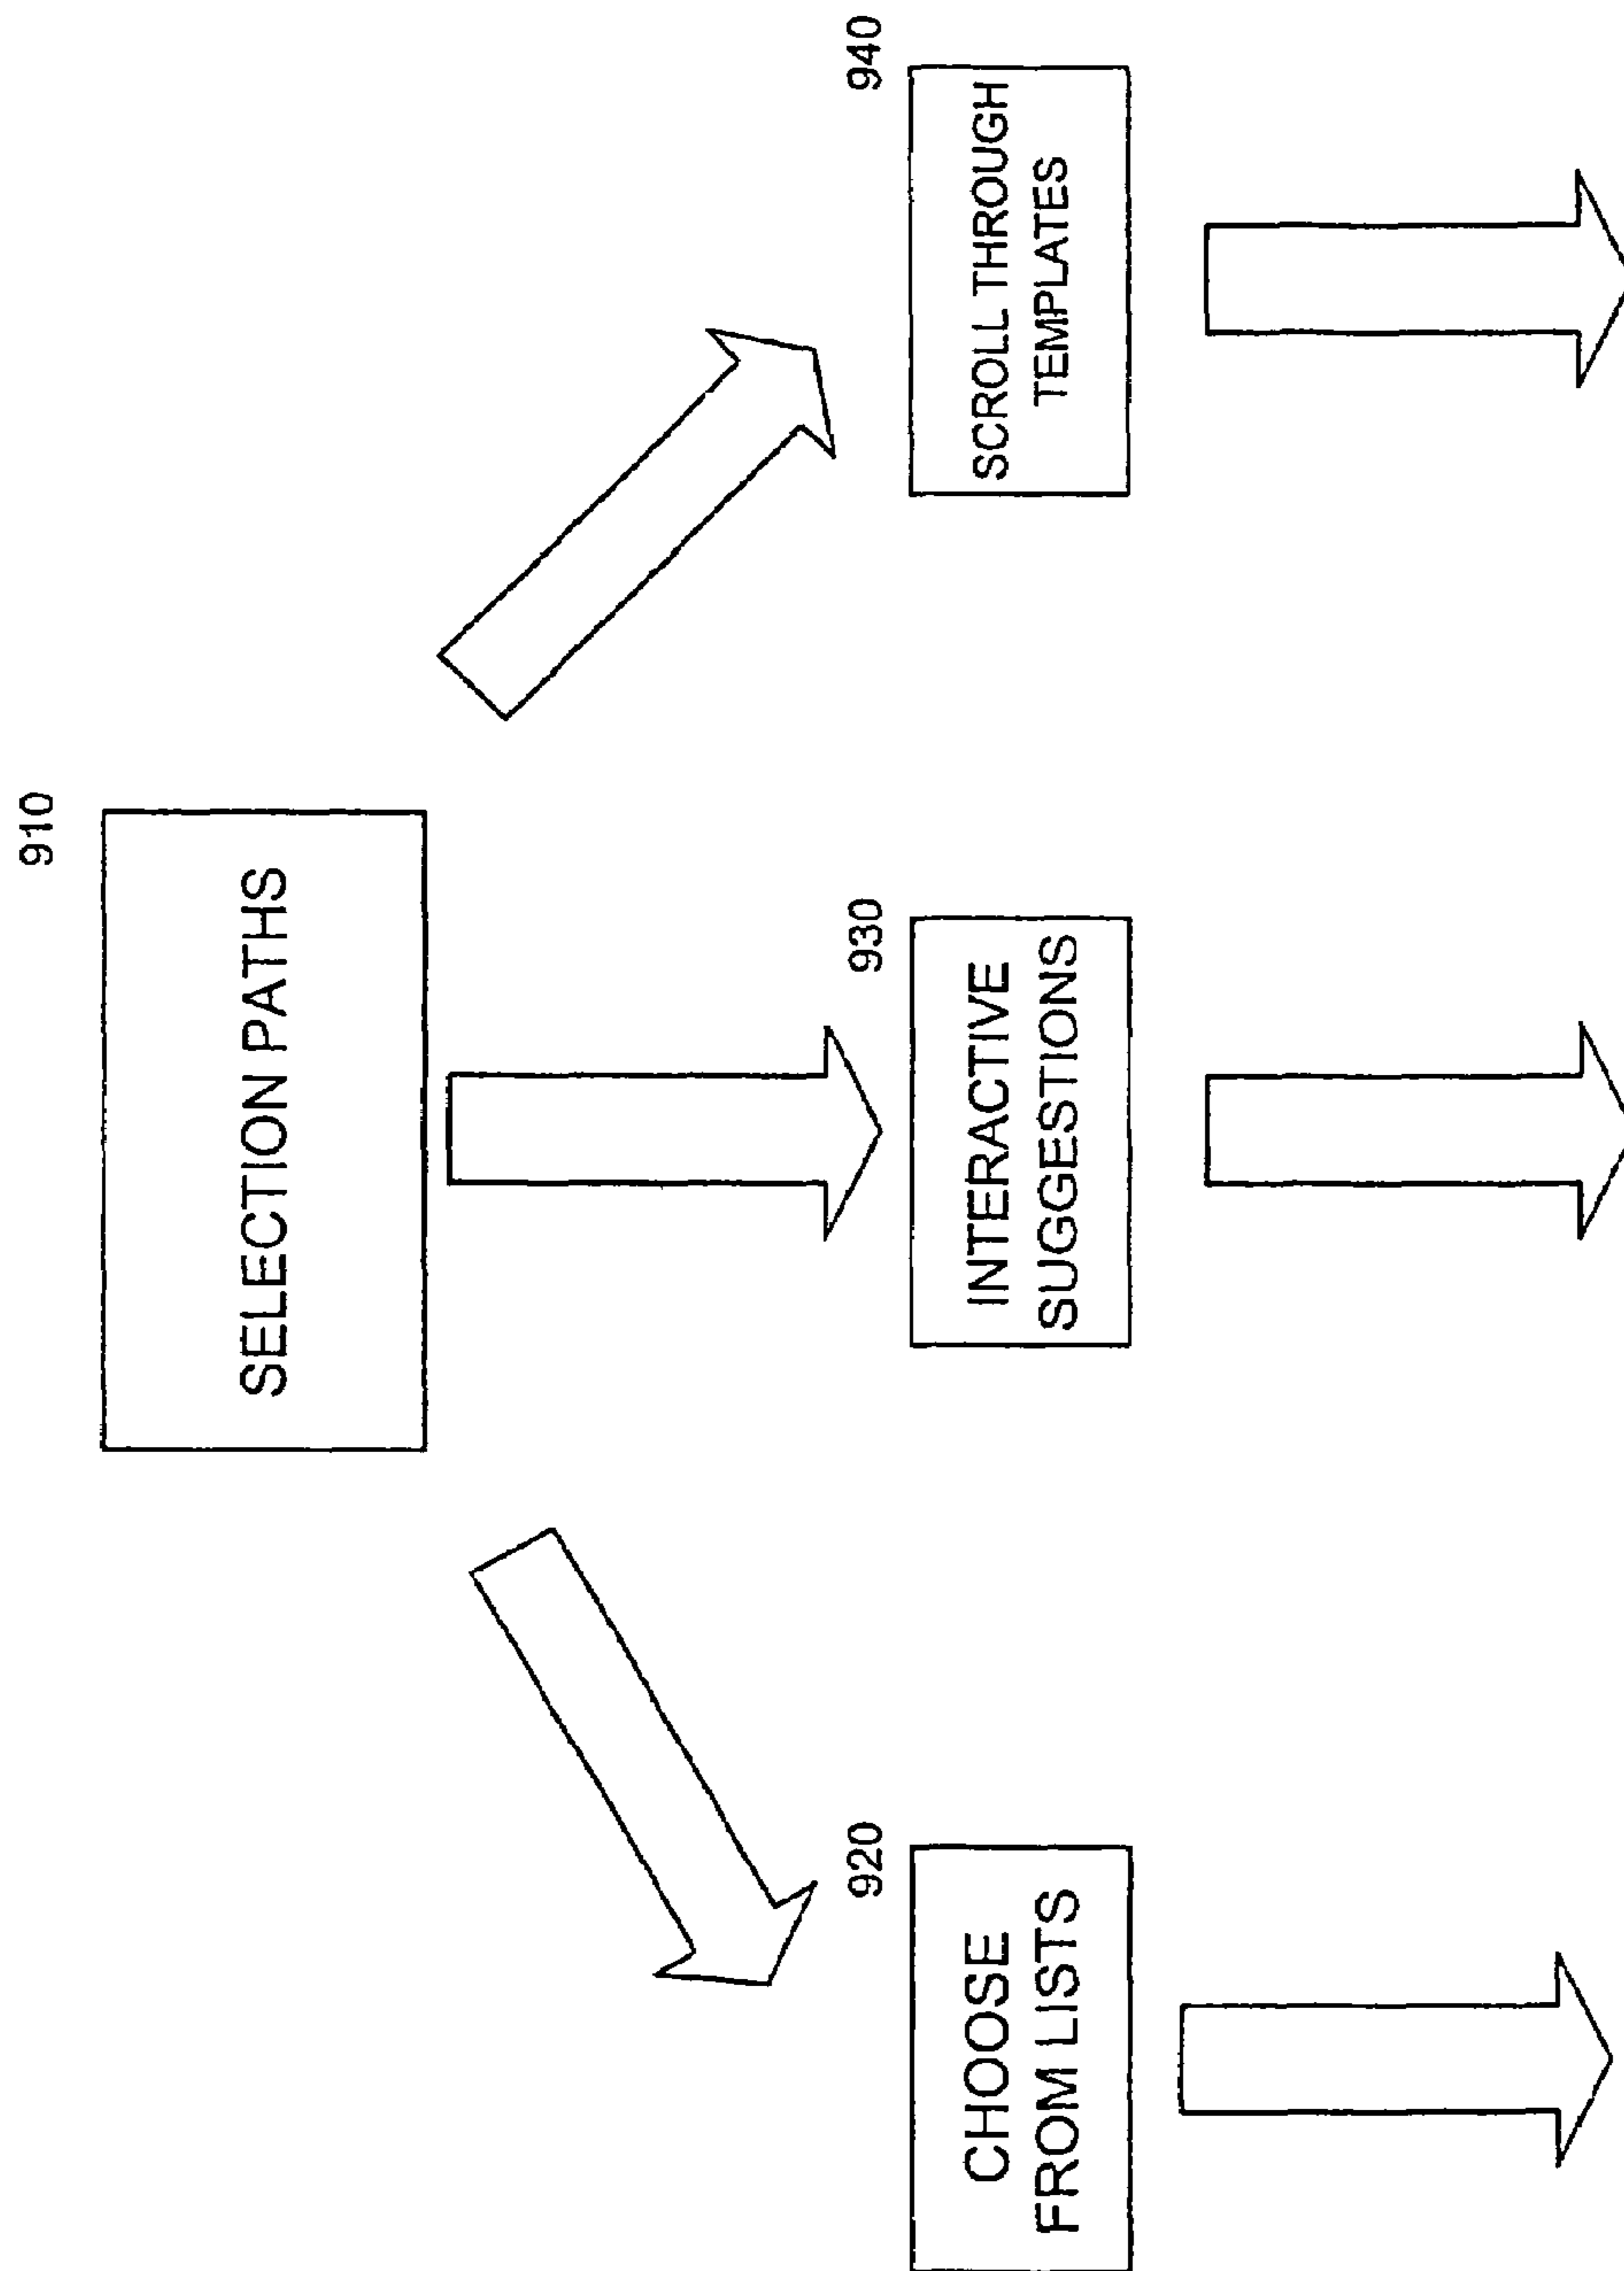 910
SELECTION PATHS
920
CHOOSE
FROM LISTS
930
INTERACTIVE
SUGGESTIONS
940
SCROLL THROUGH
TEMPLATES